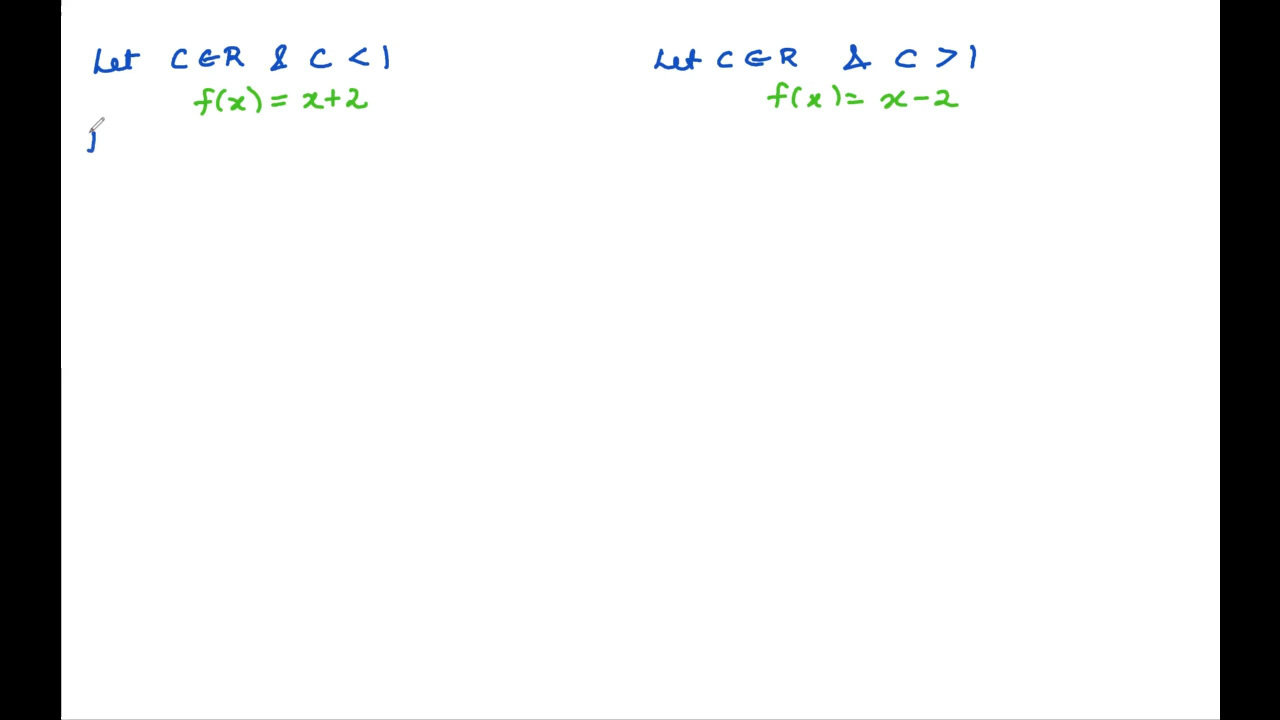 Let C ∈ R & C < 1
f(x) = x+2
Let C ∈ R & C > 1
f(x) = x-2